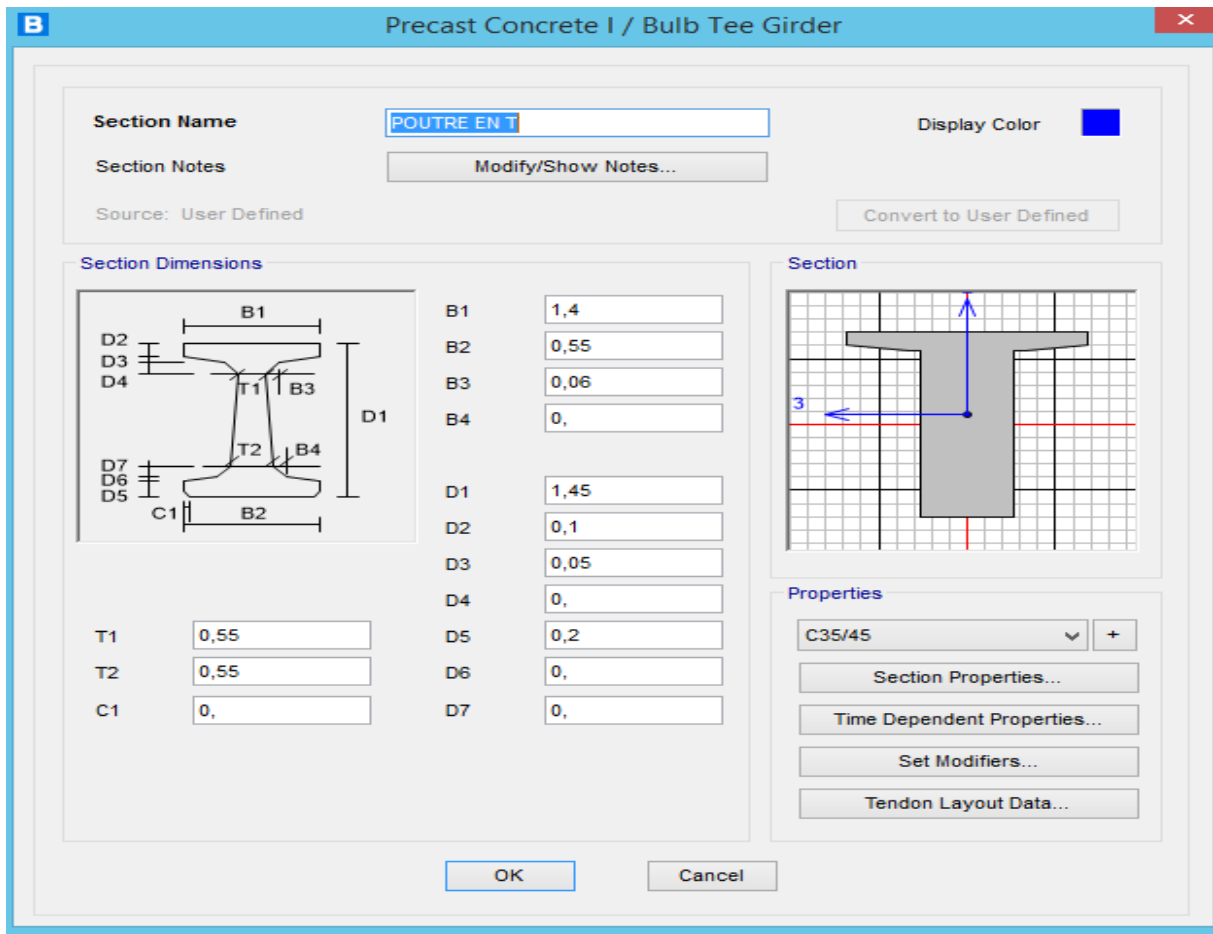 B Precast Concrete I / Bulb Tee Girder ×
Section Name POUTRE EN T Display Color
Section Notes Modify/Show Notes...
Source: User Defined Convert to User Defined
Section Dimensions
B1
D2
D3
D4
T1 B3
D1
T2 B4
D7
D6
D5
C1 B2
B1 1,4
B2 0,55
B3 0,06
B4 0,
D1 1,45
D2 0,1
D3 0,05
D4 0,
T1 0,55 D5 0,2
T2 0,55 D6 0,
C1 0, D7 0,
Section
3
Properties
C35/45 +
Section Properties...
Time Dependent Properties...
Set Modifiers...
Tendon Layout Data...
OK Cancel